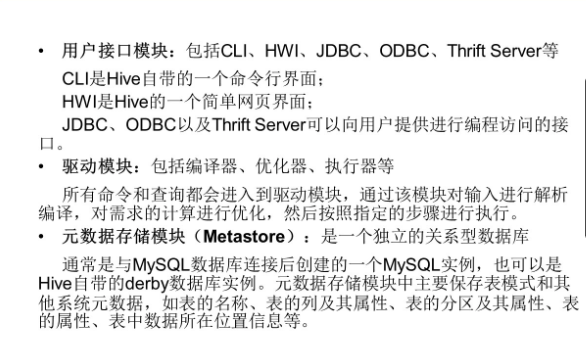 • 用户接口模块：包括CLI、HWI、JDBC、ODBC、Thrift Server等
CLI是Hive自带的一个命令行界面；
HWI是Hive的一个简单网页界面；
JDBC、ODBC以及Thrift Server可以向用户提供进行编程访问的接
口。
• 驱动模块：包括编译器、优化器、执行器等
所有命令和查询都会进入到驱动模块，通过该模块对输入进行解析
编译，对需求的计算进行优化，然后按照指定的步骤进行执行。
• 元数据存储模块（Metastore）：是一个独立的关系型数据库
通常是与MySQL数据库连接后创建的一个MySQL实例，也可以是
Hive自带的derby数据库实例。元数据存储模块中主要保存表模式和其
他系统元数据，如表的名称、表的列及其属性、表的分区及其属性、表
的属性、表中数据所在位置信息等。